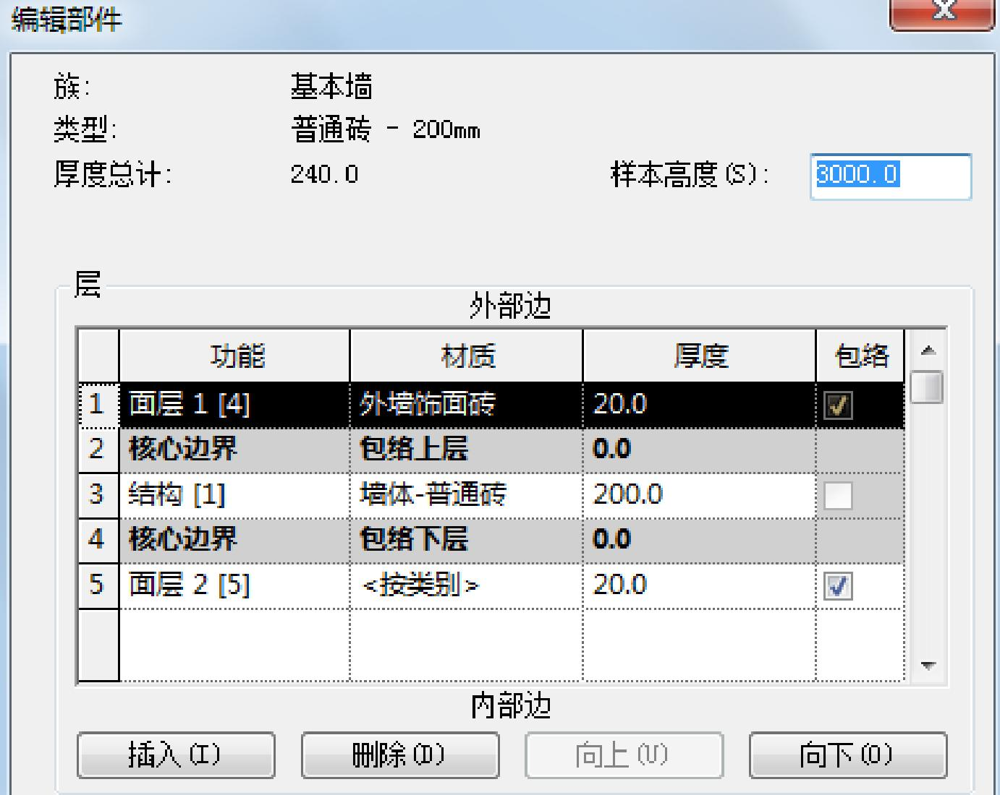 编辑部件
族: 基本墙
类型: 普通砖 - 200mm
厚度总计: 240.0 样本高度(S): 3000.0
层
外部边
功能 材质 厚度 包络
1 面层 1 [4] 外墙饰面砖 20.0
2 核心边界 包络上层 0.0
3 结构 [1] 墙体-普通砖 200.0
4 核心边界 包络下层 0.0
5 面层 2 [5] <按类别> 20.0
内部边
插入(I) 删除(D) 向上(U) 向下(O)